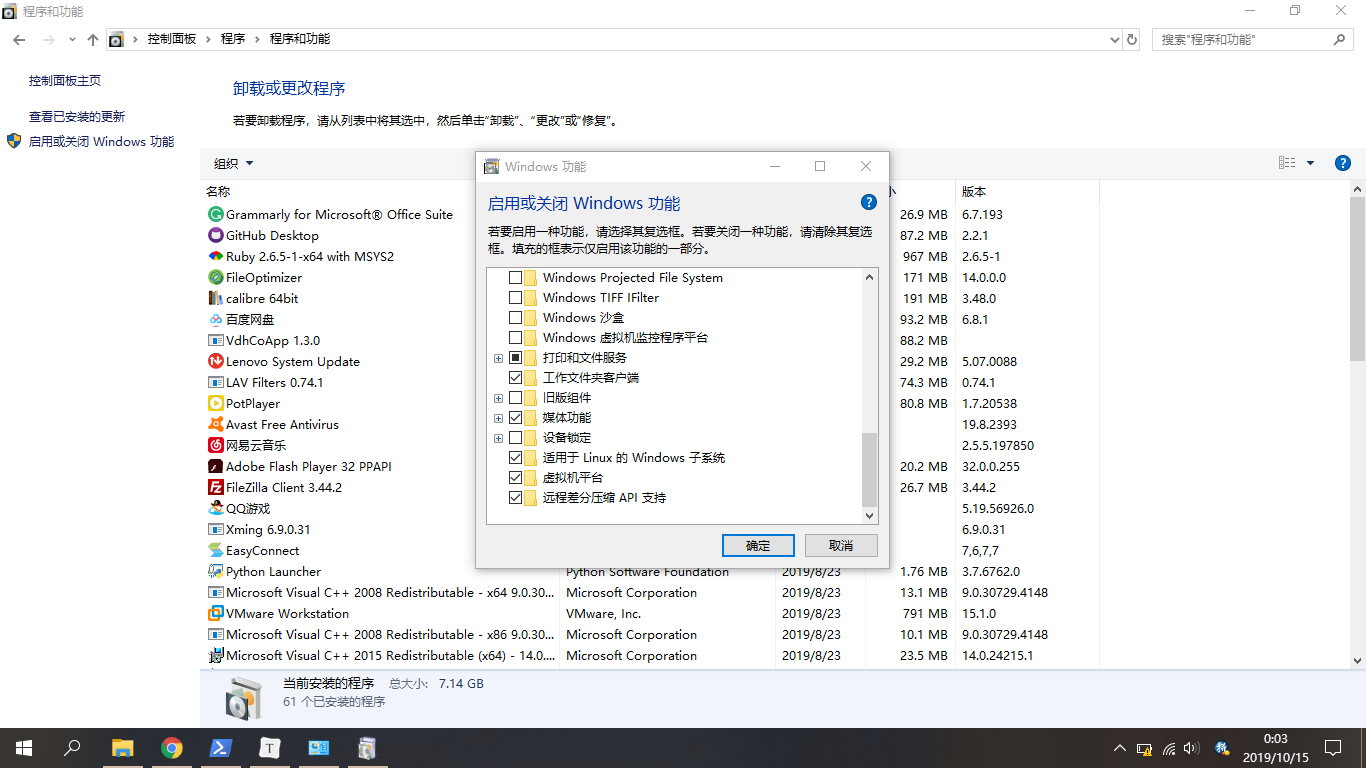 程序和功能
控制面板 程序 程序和功能
搜索"程序和功能"
控制面板主页
查看已安装的更新
启用或关闭 Windows 功能
卸载或更改程序
若要卸载程序，请从列表中将其选中，然后单击“卸载”、“更改”或“修复”。
组织
名称 小 版本
Grammarly for Microsoft® Office Suite 26.9 MB 6.7.193
GitHub Desktop 87.2 MB 2.2.1
Ruby 2.6.5-1-x64 with MSYS2 967 MB 2.6.5-1
FileOptimizer 171 MB 14.0.0.0
calibre 64bit 191 MB 3.48.0
百度网盘 93.2 MB 6.8.1
VdhCoApp 1.3.0 88.2 MB
Lenovo System Update 29.2 MB 5.07.0088
LAV Filters 0.74.1 74.3 MB 0.74.1
PotPlayer 80.8 MB 1.7.20538
Avast Free Antivirus 19.8.2393
网易云音乐 2.5.5.197850
Adobe Flash Player 32 PPAPI 20.2 MB 32.0.0.255
FileZilla Client 3.44.2 26.7 MB 3.44.2
QQ游戏 5.19.56926.0
Xming 6.9.0.31 6.9.0.31
EasyConnect 7,6,7,7
Python Launcher Python Software Foundation 2019/8/23 1.76 MB 3.7.6762.0
Microsoft Visual C++ 2008 Redistributable - x64 9.0.30... Microsoft Corporation 2019/8/23 13.1 MB 9.0.30729.4148
VMware Workstation VMware, Inc. 2019/8/23 791 MB 15.1.0
Microsoft Visual C++ 2008 Redistributable - x86 9.0.30... Microsoft Corporation 2019/8/23 10.1 MB 9.0.30729.4148
Microsoft Visual C++ 2015 Redistributable (x64) - 14.0.... Microsoft Corporation 2019/8/23 23.5 MB 14.0.24215.1
Windows 功能
启用或关闭 Windows 功能
若要启用一种功能，请选择其复选框。若要关闭一种功能，请清除其复选
框。填充的框表示仅启用该功能的一部分。
Windows Projected File System
Windows TIFF IFilter
Windows 沙盒
Windows 虚拟机监控程序平台
打印和文件服务
工作文件夹客户端
旧版组件
媒体功能
设备锁定
适用于 Linux 的 Windows 子系统
虚拟机平台
远程差分压缩 API 支持
确定 取消
当前安装的程序 总大小: 7.14 GB
61 个已安装的程序
0:03
2019/10/15